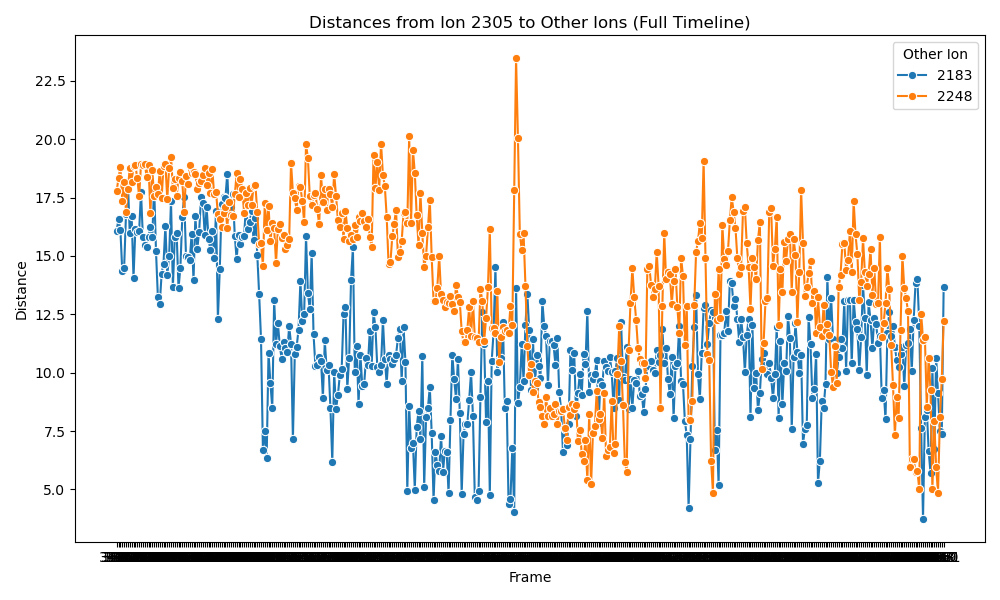 Distances from Ion 2305 to Other Ions (Full Timeline)
Other Ion
2183
2248
22.5
20.0
17.5
15.0
12.5
10.0
7.5
5.0
Distance
Frame